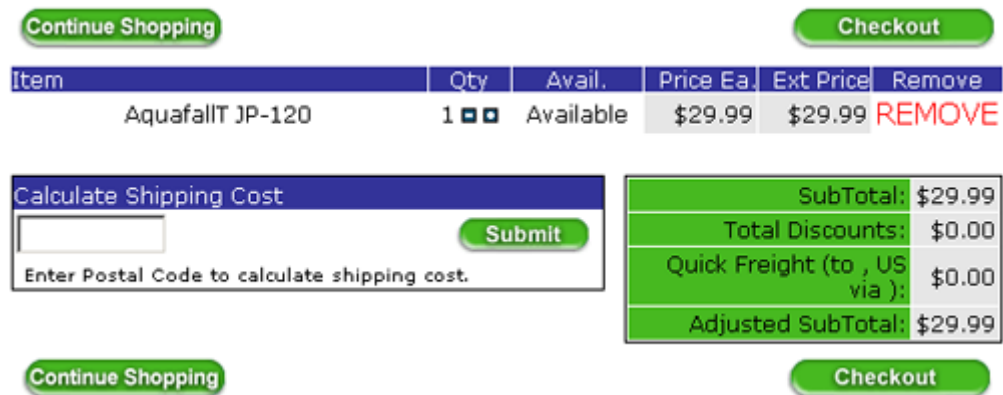 Continue Shopping Checkout
Item Qty Avail. Price Ea. Ext Price Remove
AquafallT JP-120 1 Available $29.99 $29.99 REMOVE
Calculate Shipping Cost
Submit
Enter Postal Code to calculate shipping cost.
SubTotal: $29.99
Total Discounts: $0.00
Quick Freight (to , US
via ): $0.00
Adjusted SubTotal: $29.99
Continue Shopping Checkout